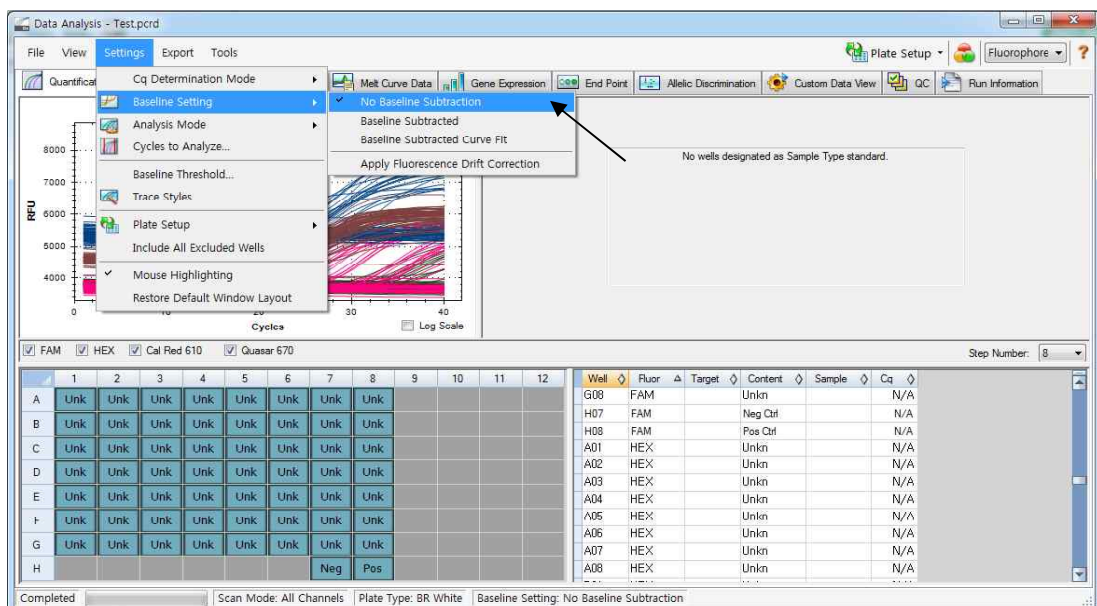 Data Analysis - Test.pcrd
File View Settings Export Tools Plate Setup Fluorophore ?
Quantificat Melt Curve Data Gene Expression End Point Allelic Discrimination Custom Data View QC Run Information
Cq Determination Mode
Baseline Setting
Analysis Mode
Cycles to Analyze...
Baseline Threshold...
Trace Styles
Plate Setup
Include All Excluded Wells
Mouse Highlighting
Restore Default Window Layout
No Baseline Subtraction
Baseline Subtracted
Baseline Subtracted Curve Fit
Apply Fluorescence Drift Correction
RFU
8000
7000
6000
5000
4000
0 10 20 30 40
Cycles
Log Scale
No wells designated as Sample Type standard.
FAM HEX Cal Red 610 Quasar 670
Step Number: 8
1 2 3 4 5 6 7 8 9 10 11 12
A Unk Unk Unk Unk Unk Unk Unk Unk
B Unk Unk Unk Unk Unk Unk Unk Unk
C Unk Unk Unk Unk Unk Unk Unk Unk
D Unk Unk Unk Unk Unk Unk Unk Unk
E Unk Unk Unk Unk Unk Unk Unk Unk
F Unk Unk Unk Unk Unk Unk Unk Unk
G Unk Unk Unk Unk Unk Unk Unk Unk
H Neg Pos
Well Fluor Target Content Sample Cq
G08 FAM Unkn N/A
H07 FAM Neg Ctrl N/A
H08 FAM Pos Ctrl N/A
A01 HEX Unkn N/A
A02 HEX Unkn N/A
A03 HEX Unkn N/A
A04 HEX Unkn N/A
A05 HEX Unkn N/A
A06 HEX Unkn N/A
A07 HEX Unkn N/A
A08 HEX Unkn N/A
Completed Scan Mode: All Channels Plate Type: BR White Baseline Setting: No Baseline Subtraction